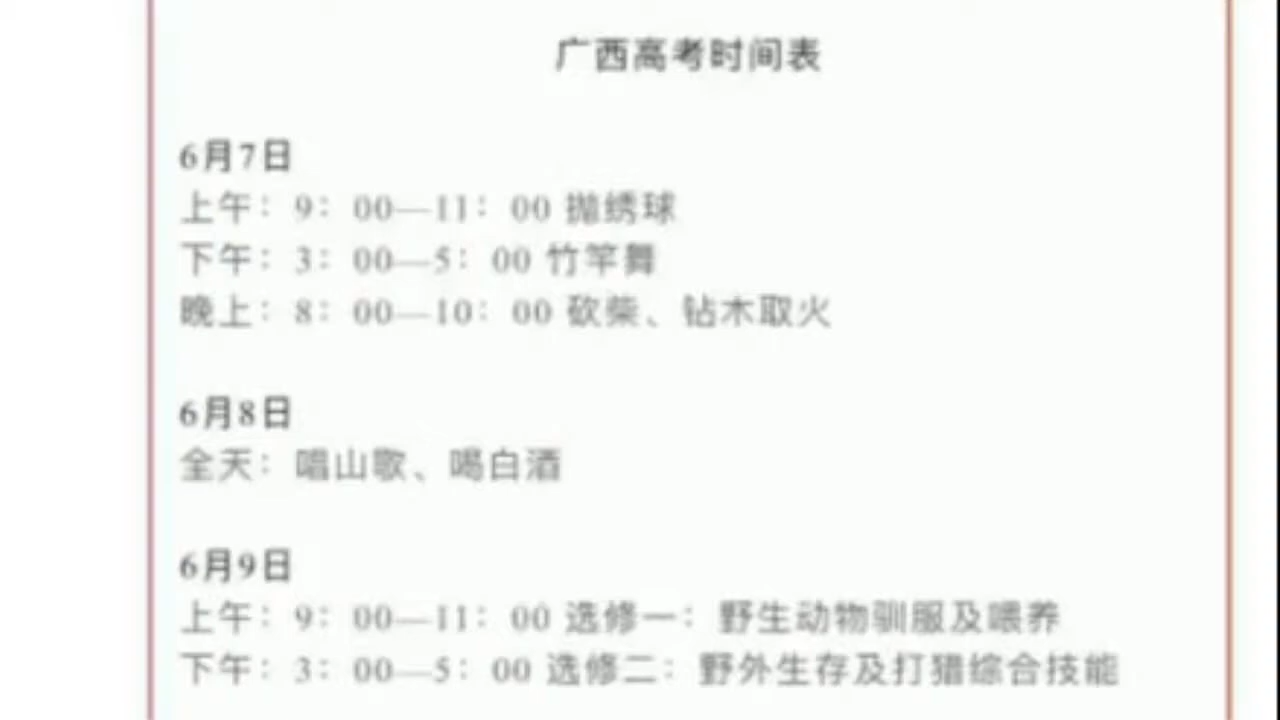 广西高考时间表
6月7日
上午：9：00—11：00 抛绣球
下午：3：00—5：00 竹竿舞
晚上：8：00—10：00 砍柴、钻木取火
6月8日
全天：唱山歌、喝白酒
6月9日
上午：9：00—11：00 选修一：野生动物驯服及喂养
下午：3：00—5：00 选修二：野外生存及打猎综合技能